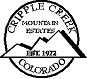 CRIPPLE CREEK
MOUNTAIN
ESTATES
EST. 1972
COLORADO